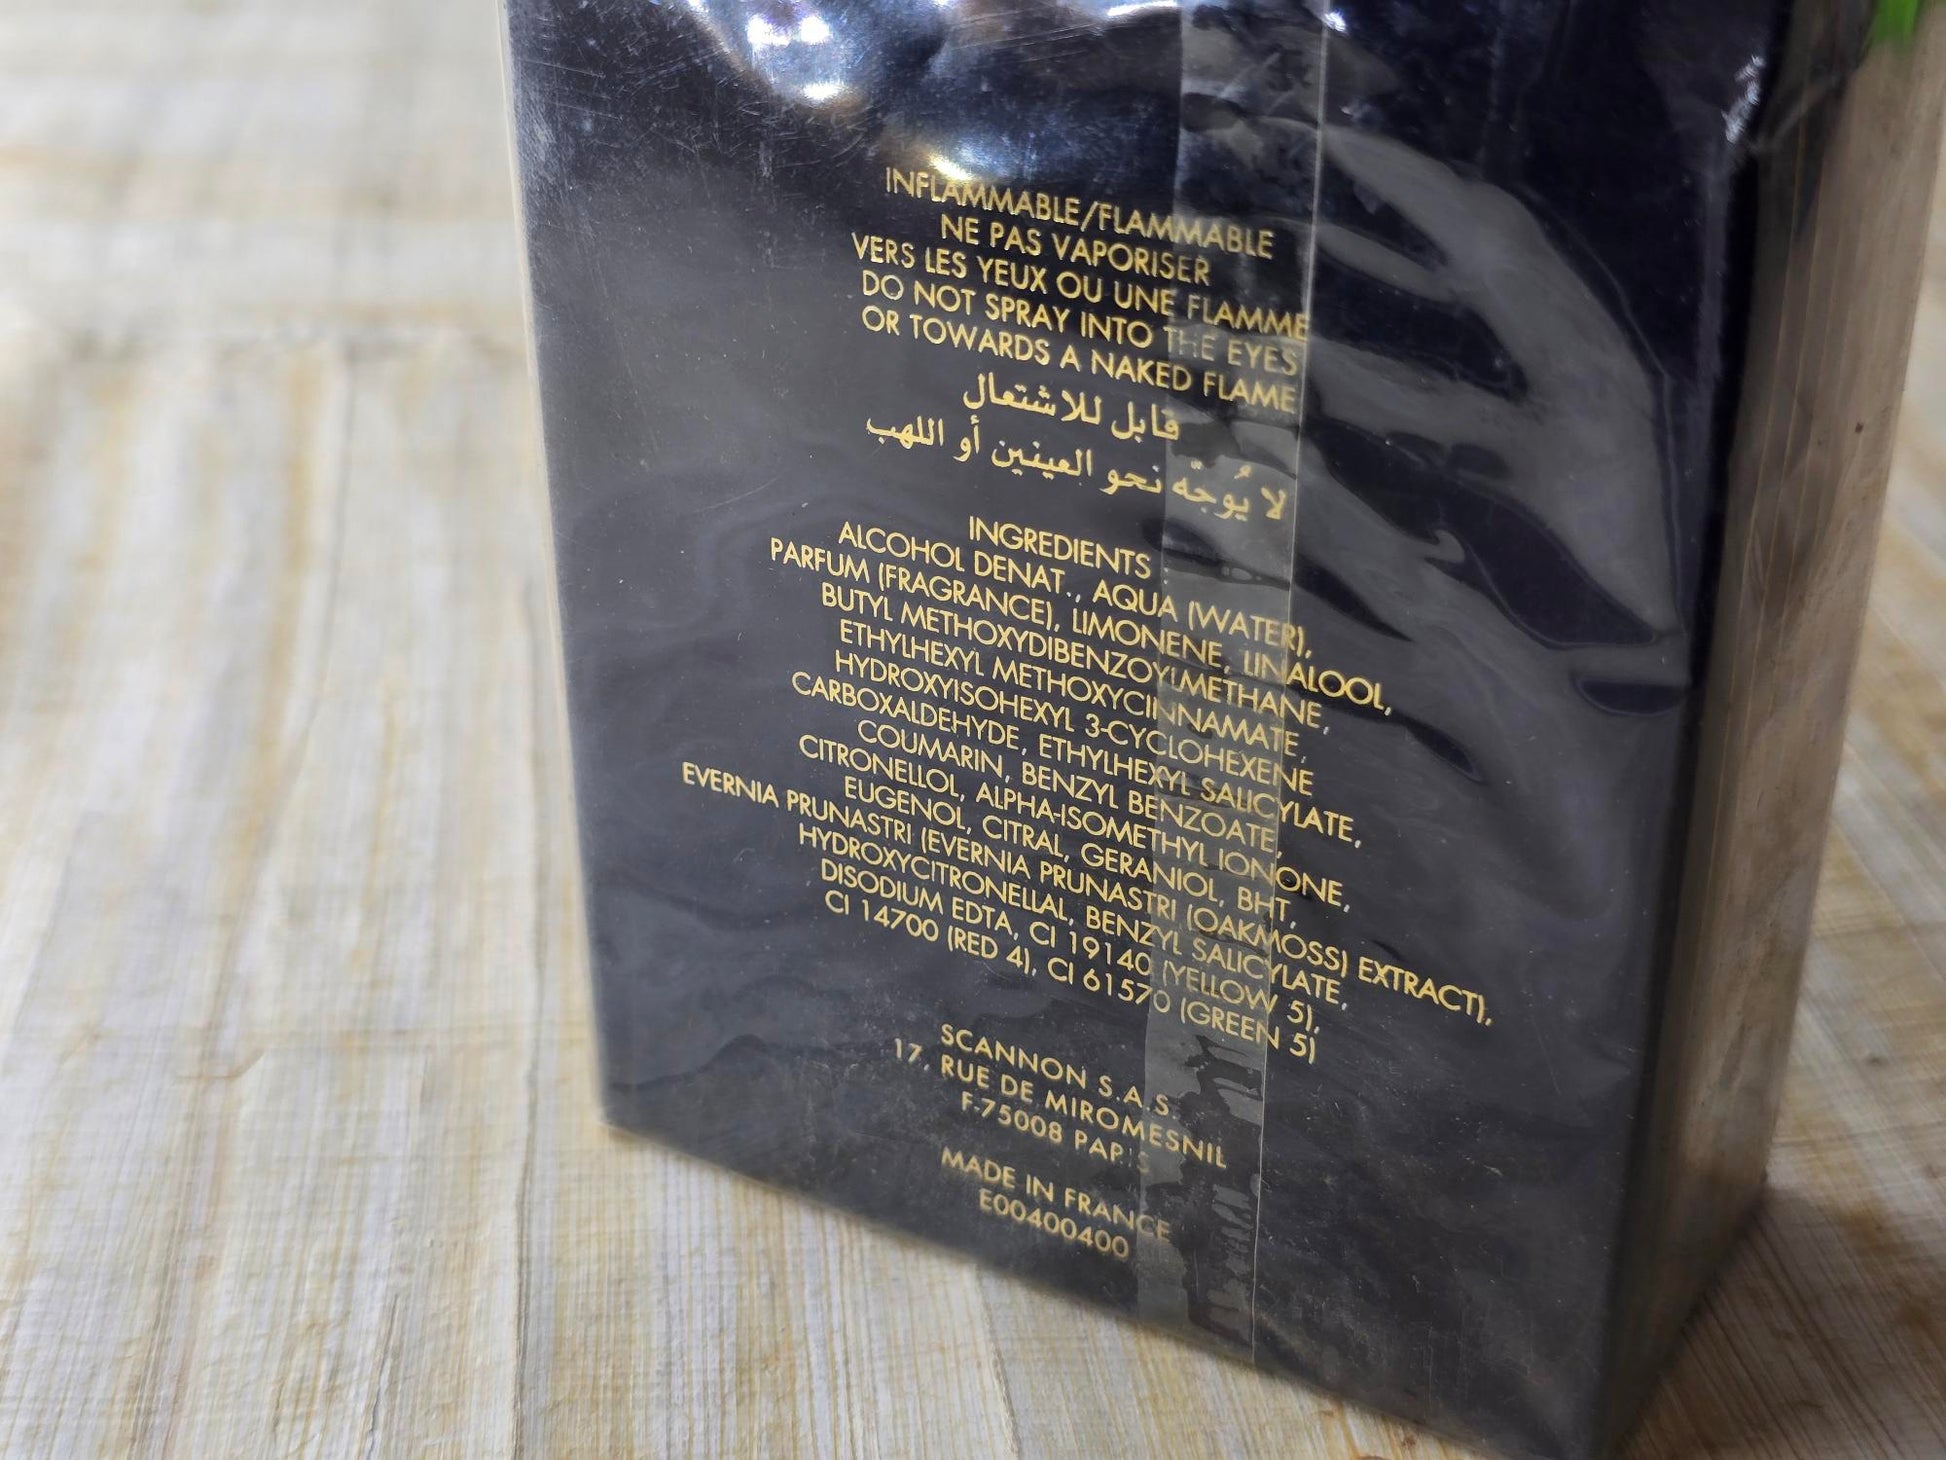 INFLAMMABLE/FLAMMABLE
NE PAS VAPORISER
VERS LES YEUX OU UNE FLAMME
DO NOT SPRAY INTO THE EYES
OR TOWARDS A NAKED FLAME
قابل للاشتعال
لا يُوجّه نحو العينين أو اللهب
INGREDIENTS :
ALCOHOL DENAT., AQUA (WATER),
PARFUM (FRAGRANCE), LIMONENE, LINALOOL,
BUTYL METHOXYDIBENZOYLMETHANE,
ETHYLHEXYL METHOXYCINNAMATE,
HYDROXYISOHEXYL 3-CYCLOHEXENE
CARBOXALDEHYDE, ETHYLHEXYL SALICYLATE,
COUMARIN, BENZYL BENZOATE,
CITRONELLOL, ALPHA-ISOMETHYL IONONE,
EUGENOL, CITRAL, GERANIOL, BHT,
EVERNIA PRUNASTRI (EVERNIA PRUNASTRI (OAKMOSS) EXTRACT),
HYDROXYCITRONELLAL, BENZYL SALICYLATE,
DISODIUM EDTA, CI 19140 (YELLOW 5),
CI 14700 (RED 4), CI 61570 (GREEN 5)
SCANNON S.A.S.
17, RUE DE MIROMESNIL
F-75008 PARIS
MADE IN FRANCE
E00400400